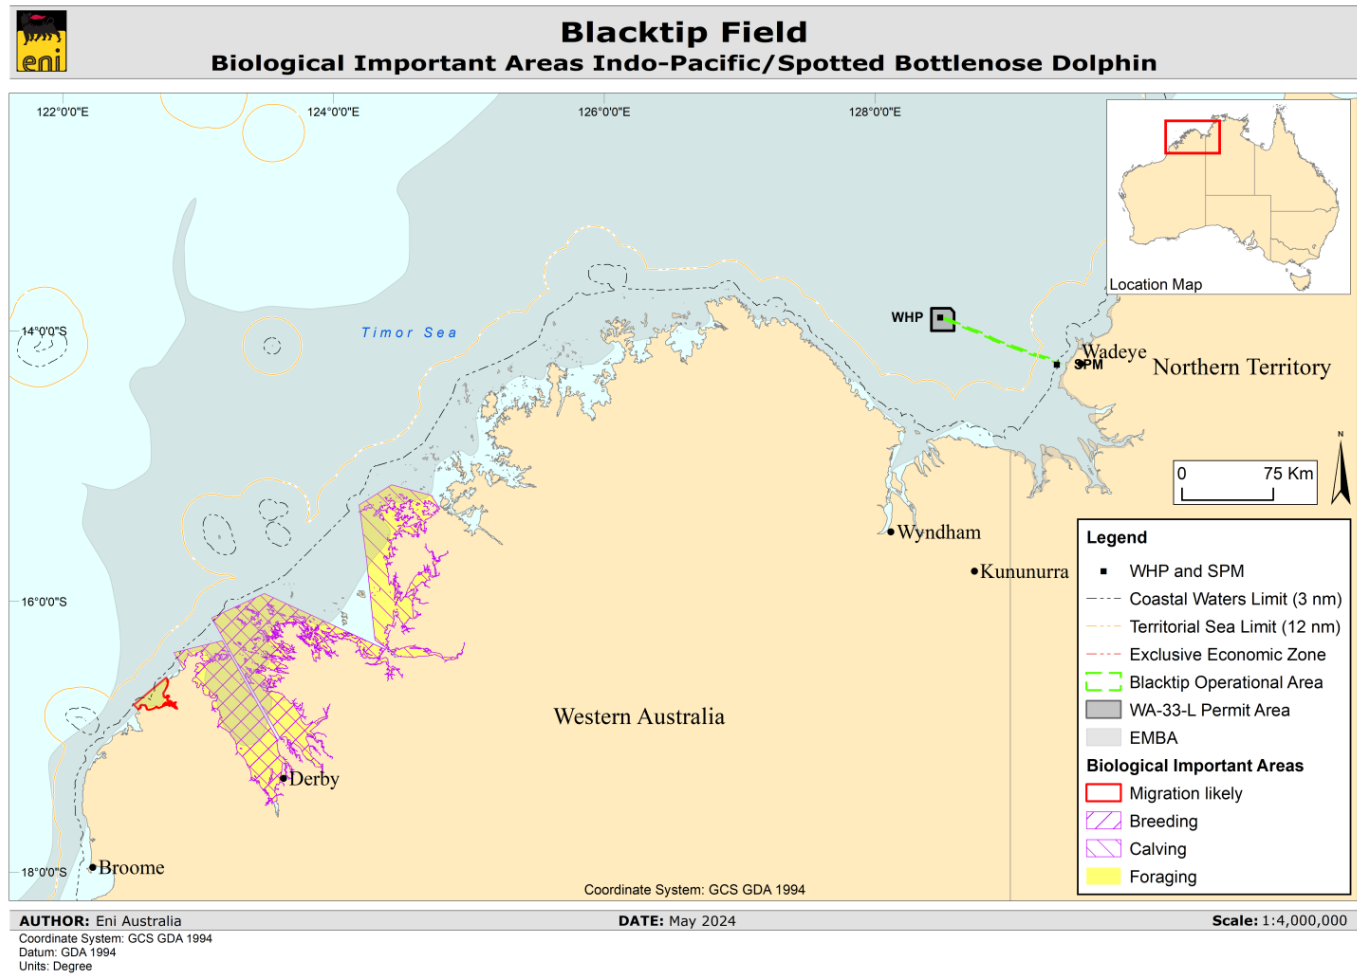 eni
Blacktip Field
Biological Important Areas Indo-Pacific/Spotted Bottlenose Dolphin
122°0'0"E
124°0'0"E
126°0'0"E
128°0'0"E
Location Map
14°0'0"S
16°0'0"S
18°0'0"S
Timor Sea
WHP
Wadeye
SPM
Northern Territory
N
0 75 Km
Wyndham
Kununurra
Western Australia
Derby
Broome
Legend
WHP and SPM
Coastal Waters Limit (3 nm)
Territorial Sea Limit (12 nm)
Exclusive Economic Zone
Blacktip Operational Area
WA-33-L Permit Area
EMBA
Biological Important Areas
Migration likely
Breeding
Calving
Foraging
Coordinate System: GCS GDA 1994
AUTHOR: Eni Australia
DATE: May 2024
Scale: 1:4,000,000
Coordinate System: GCS GDA 1994
Datum: GDA 1994
Units: Degree